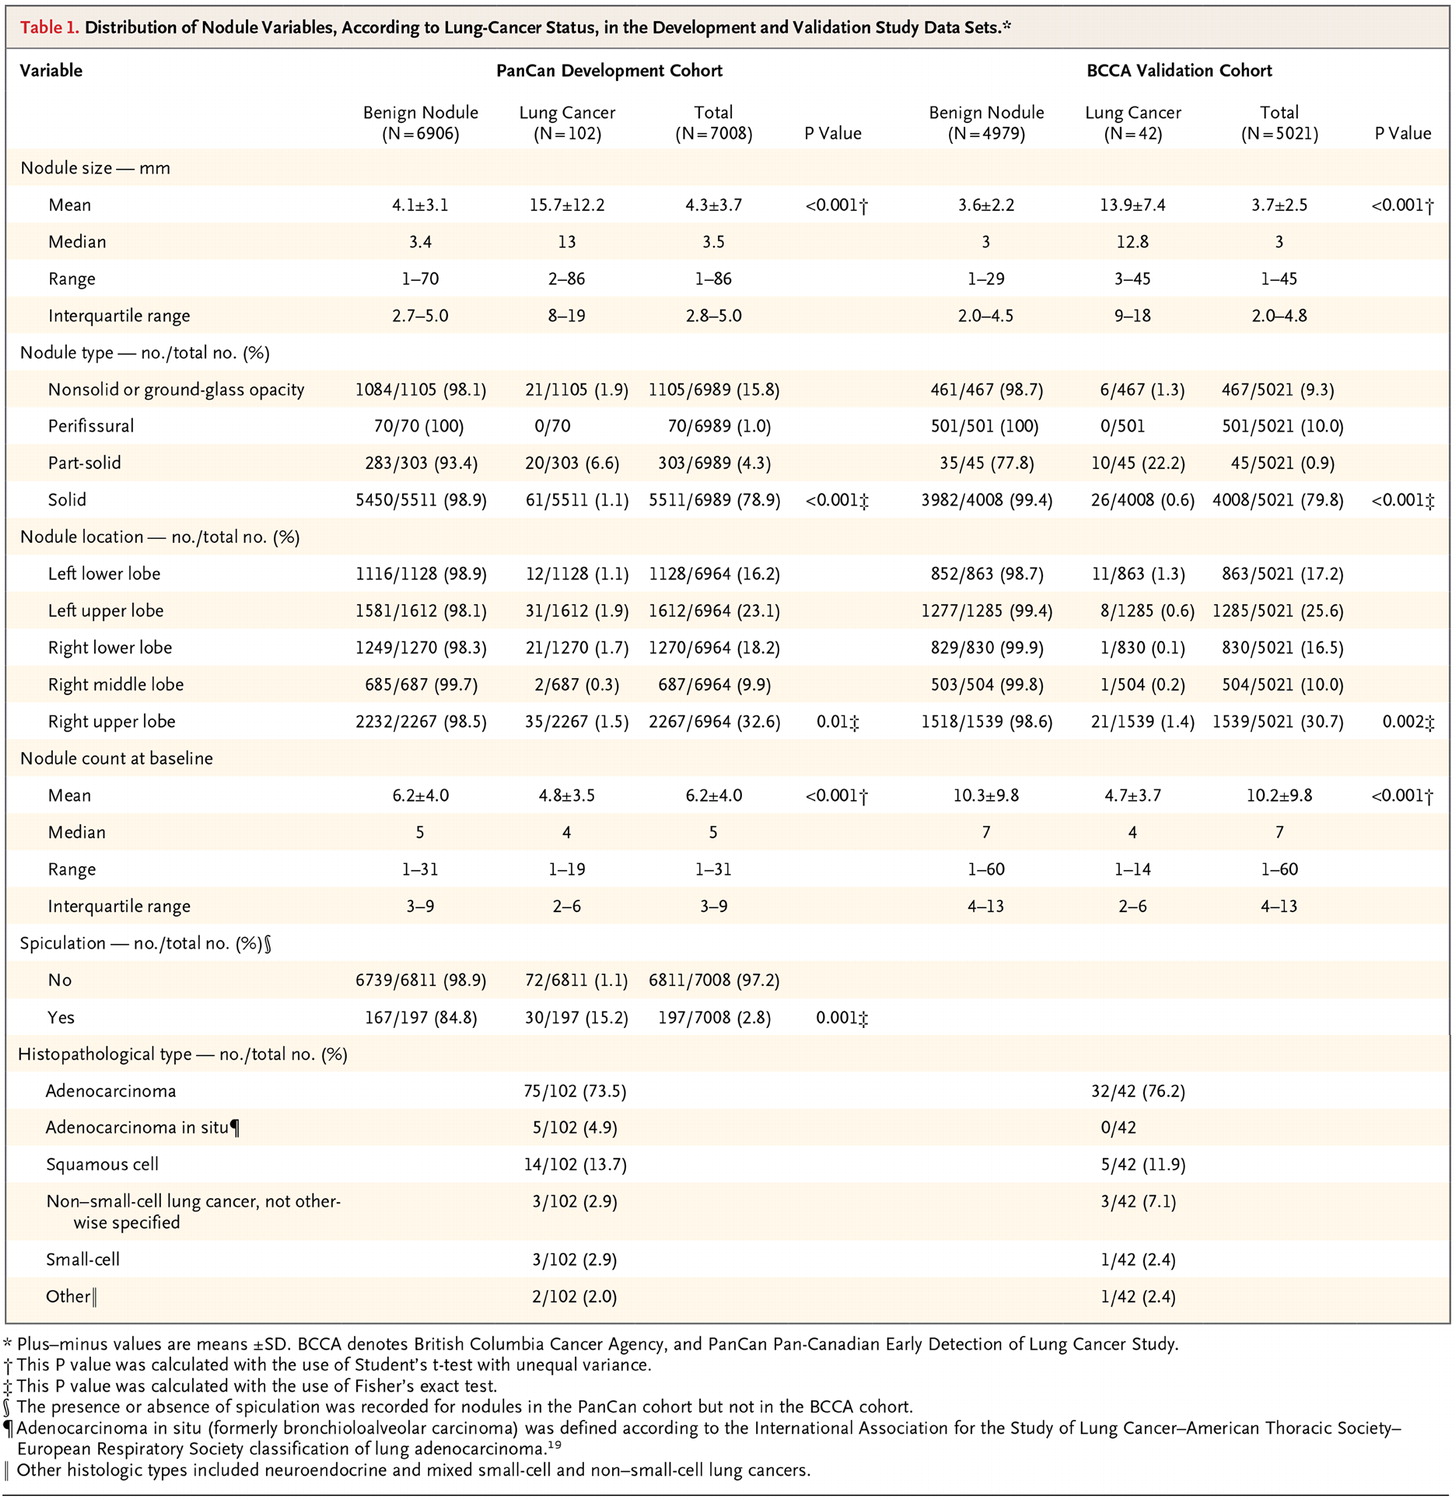 Table 1. Distribution of Nodule Variables, According to Lung-Cancer Status, in the Development and Validation Study Data Sets.*
Variable PanCan Development Cohort BCCA Validation Cohort
Benign Nodule (N=6906) Lung Cancer (N=102) Total (N=7008) P Value Benign Nodule (N=4979) Lung Cancer (N=42) Total (N=5021) P Value
Nodule size — mm
Mean 4.1±3.1 15.7±12.2 4.3±3.7 <0.001† 3.6±2.2 13.9±7.4 3.7±2.5 <0.001†
Median 3.4 13 3.5 3 12.8 3
Range 1–70 2–86 1–86 1–29 3–45 1–45
Interquartile range 2.7–5.0 8–19 2.8–5.0 2.0–4.5 9–18 2.0–4.8
Nodule type — no./total no. (%)
Nonsolid or ground-glass opacity 1084/1105 (98.1) 21/1105 (1.9) 1105/6989 (15.8) 461/467 (98.7) 6/467 (1.3) 467/5021 (9.3)
Perifissural 70/70 (100) 0/70 70/6989 (1.0) 501/501 (100) 0/501 501/5021 (10.0)
Part-solid 283/303 (93.4) 20/303 (6.6) 303/6989 (4.3) 35/45 (77.8) 10/45 (22.2) 45/5021 (0.9)
Solid 5450/5511 (98.9) 61/5511 (1.1) 5511/6989 (78.9) <0.001‡ 3982/4008 (99.4) 26/4008 (0.6) 4008/5021 (79.8) <0.001‡
Nodule location — no./total no. (%)
Left lower lobe 1116/1128 (98.9) 12/1128 (1.1) 1128/6964 (16.2) 852/863 (98.7) 11/863 (1.3) 863/5021 (17.2)
Left upper lobe 1581/1612 (98.1) 31/1612 (1.9) 1612/6964 (23.1) 1277/1285 (99.4) 8/1285 (0.6) 1285/5021 (25.6)
Right lower lobe 1249/1270 (98.3) 21/1270 (1.7) 1270/6964 (18.2) 829/830 (99.9) 1/830 (0.1) 830/5021 (16.5)
Right middle lobe 685/687 (99.7) 2/687 (0.3) 687/6964 (9.9) 503/504 (99.8) 1/504 (0.2) 504/5021 (10.0)
Right upper lobe 2232/2267 (98.5) 35/2267 (1.5) 2267/6964 (32.6) 0.01‡ 1518/1539 (98.6) 21/1539 (1.4) 1539/5021 (30.7) 0.002‡
Nodule count at baseline
Mean 6.2±4.0 4.8±3.5 6.2±4.0 <0.001† 10.3±9.8 4.7±3.7 10.2±9.8 <0.001†
Median 5 4 5 7 4 7
Range 1–31 1–19 1–31 1–60 1–14 1–60
Interquartile range 3–9 2–6 3–9 4–13 2–6 4–13
Spiculation — no./total no. (%)§
No 6739/6811 (98.9) 72/6811 (1.1) 6811/7008 (97.2)
Yes 167/197 (84.8) 30/197 (15.2) 197/7008 (2.8) 0.001‡
Histopathological type — no./total no. (%)
Adenocarcinoma 75/102 (73.5) 32/42 (76.2)
Adenocarcinoma in situ¶ 5/102 (4.9) 0/42
Squamous cell 14/102 (13.7) 5/42 (11.9)
Non–small-cell lung cancer, not other- 3/102 (2.9) 3/42 (7.1)
wise specified
Small-cell 3/102 (2.9) 1/42 (2.4)
Other‖ 2/102 (2.0) 1/42 (2.4)
* Plus–minus values are means ±SD. BCCA denotes British Columbia Cancer Agency, and PanCan Pan-Canadian Early Detection of Lung Cancer Study.
† This P value was calculated with the use of Student's t-test with unequal variance.
‡ This P value was calculated with the use of Fisher's exact test.
§ The presence or absence of spiculation was recorded for nodules in the PanCan cohort but not in the BCCA cohort.
¶ Adenocarcinoma in situ (formerly bronchioloalveolar carcinoma) was defined according to the International Association for the Study of Lung Cancer–American Thoracic Society–
European Respiratory Society classification of lung adenocarcinoma.¹⁹
‖ Other histologic types included neuroendocrine and mixed small-cell and non–small-cell lung cancers.